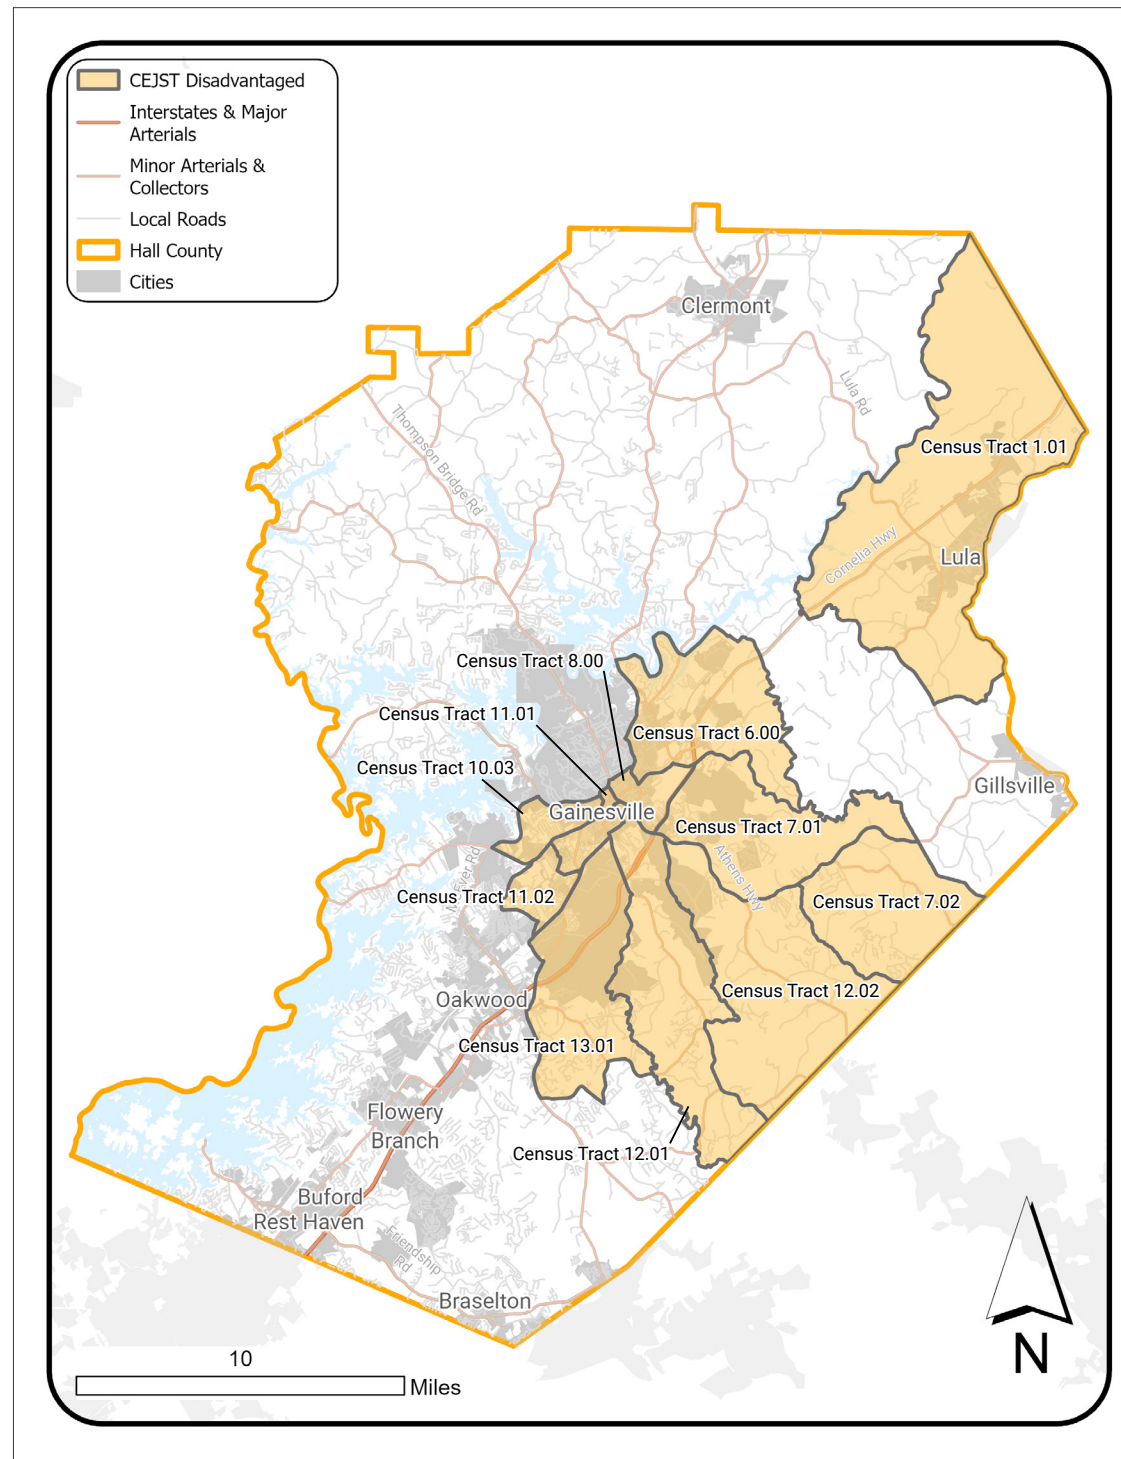 CEJST Disadvantaged
Interstates & Major
Arterials
Minor Arterials &
Collectors
Local Roads
Hall County
Cities
Clermont
Lula Rd
Thompson Bridge Rd
Census Tract 1.01
Cornelia Hwy
Lula
Census Tract 8.00
Census Tract 11.01
Census Tract 6.00
Census Tract 10.03
Gillsville
Gainesville
Census Tract 7.01
Athens Hwy
Census Tract 11.02
Census Tract 7.02
Census Tract 12.02
Oakwood
Census Tract 13.01
Flowery
Branch
Census Tract 12.01
Buford
Rest Haven
Friendship
Rd
Braselton
10
Miles
N